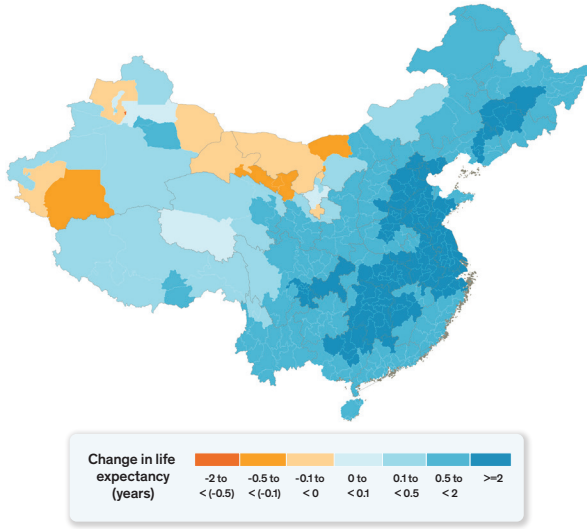 Change in life
expectancy
(years)
-2 to
< (-0.5)
-0.5 to
< (-0.1)
-0.1 to
< 0
0 to
< 0.1
0.1 to
< 0.5
0.5 to
< 2
>=2